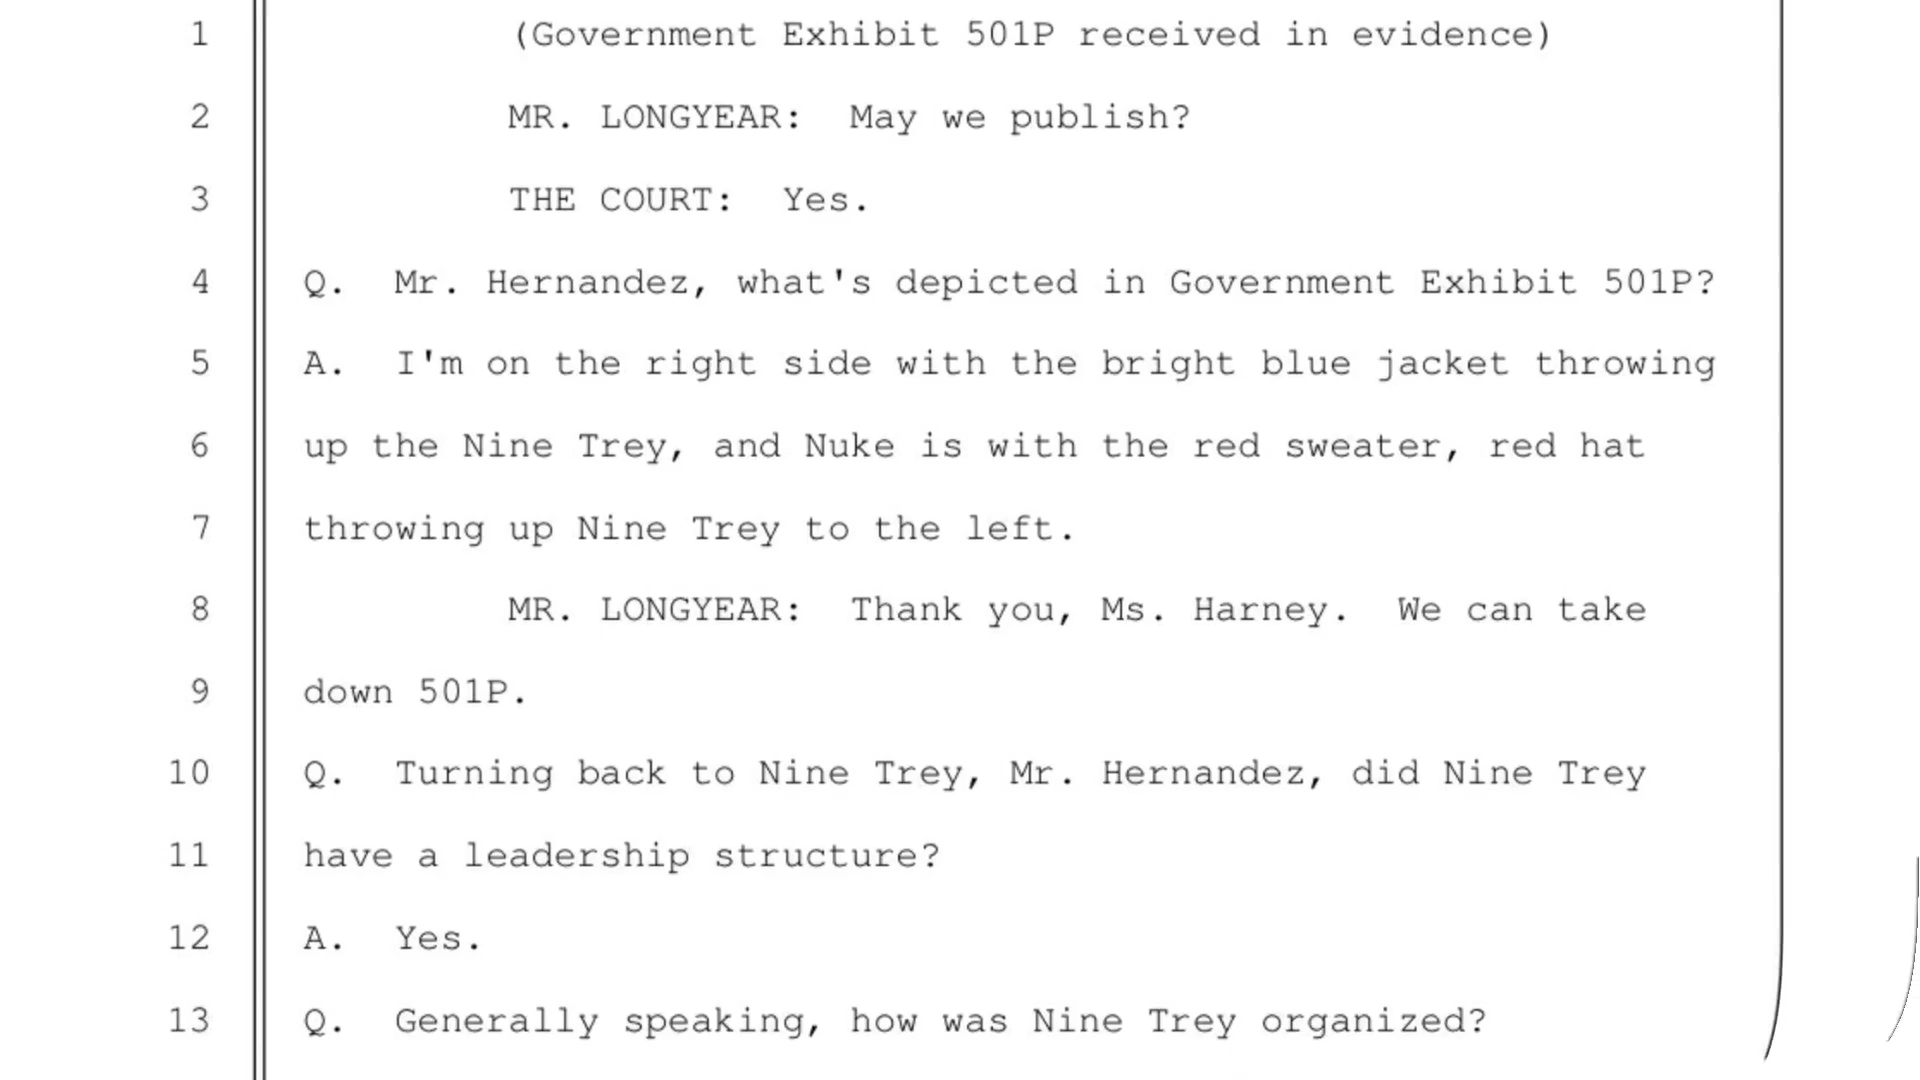 1 (Government Exhibit 501P received in evidence)
2 MR. LONGYEAR: May we publish?
3 THE COURT: Yes.
4 Q. Mr. Hernandez, what's depicted in Government Exhibit 501P?
5 A. I'm on the right side with the bright blue jacket throwing
6 up the Nine Trey, and Nuke is with the red sweater, red hat
7 throwing up Nine Trey to the left.
8 MR. LONGYEAR: Thank you, Ms. Harney. We can take
9 down 501P.
10 Q. Turning back to Nine Trey, Mr. Hernandez, did Nine Trey
11 have a leadership structure?
12 A. Yes.
13 Q. Generally speaking, how was Nine Trey organized?